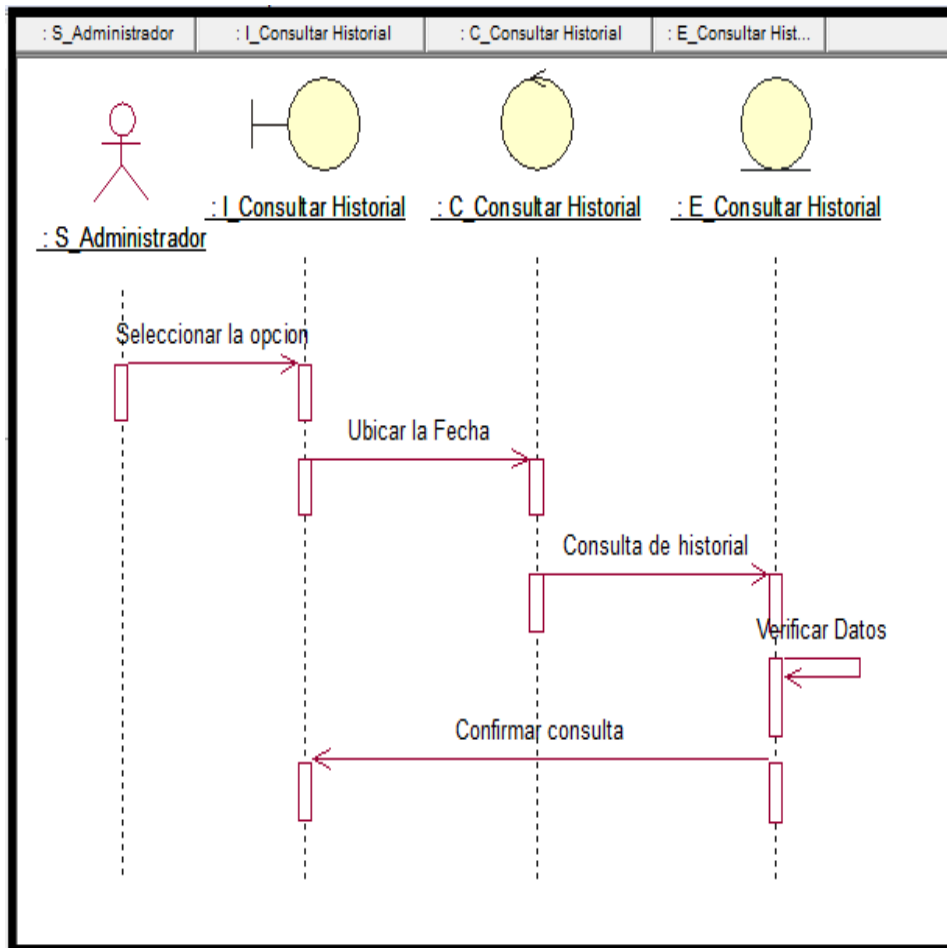 : S_Administrador
: I_Consultar Historial
: C_Consultar Historial
: E_Consultar Hist...
: I_Consultar Historial
: C_Consultar Historial
: E_Consultar Historial
: S_Administrador
Seleccionar la opcion
Ubicar la Fecha
Consulta de historial
Verificar Datos
Confirmar consulta